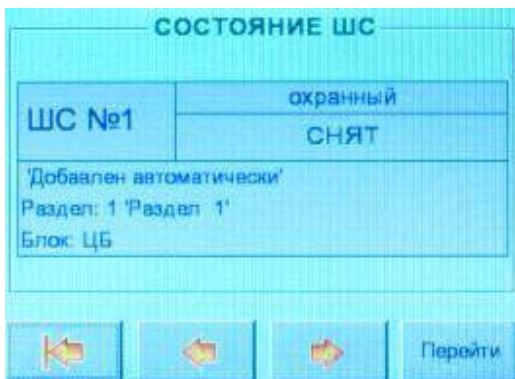 СОСТОЯНИЕ ШС
ШС №1
охранный
СНЯТ
'Добавлен автоматически'
Раздел: 1 'Раздел 1'
Блок: ЦБ
Перейти